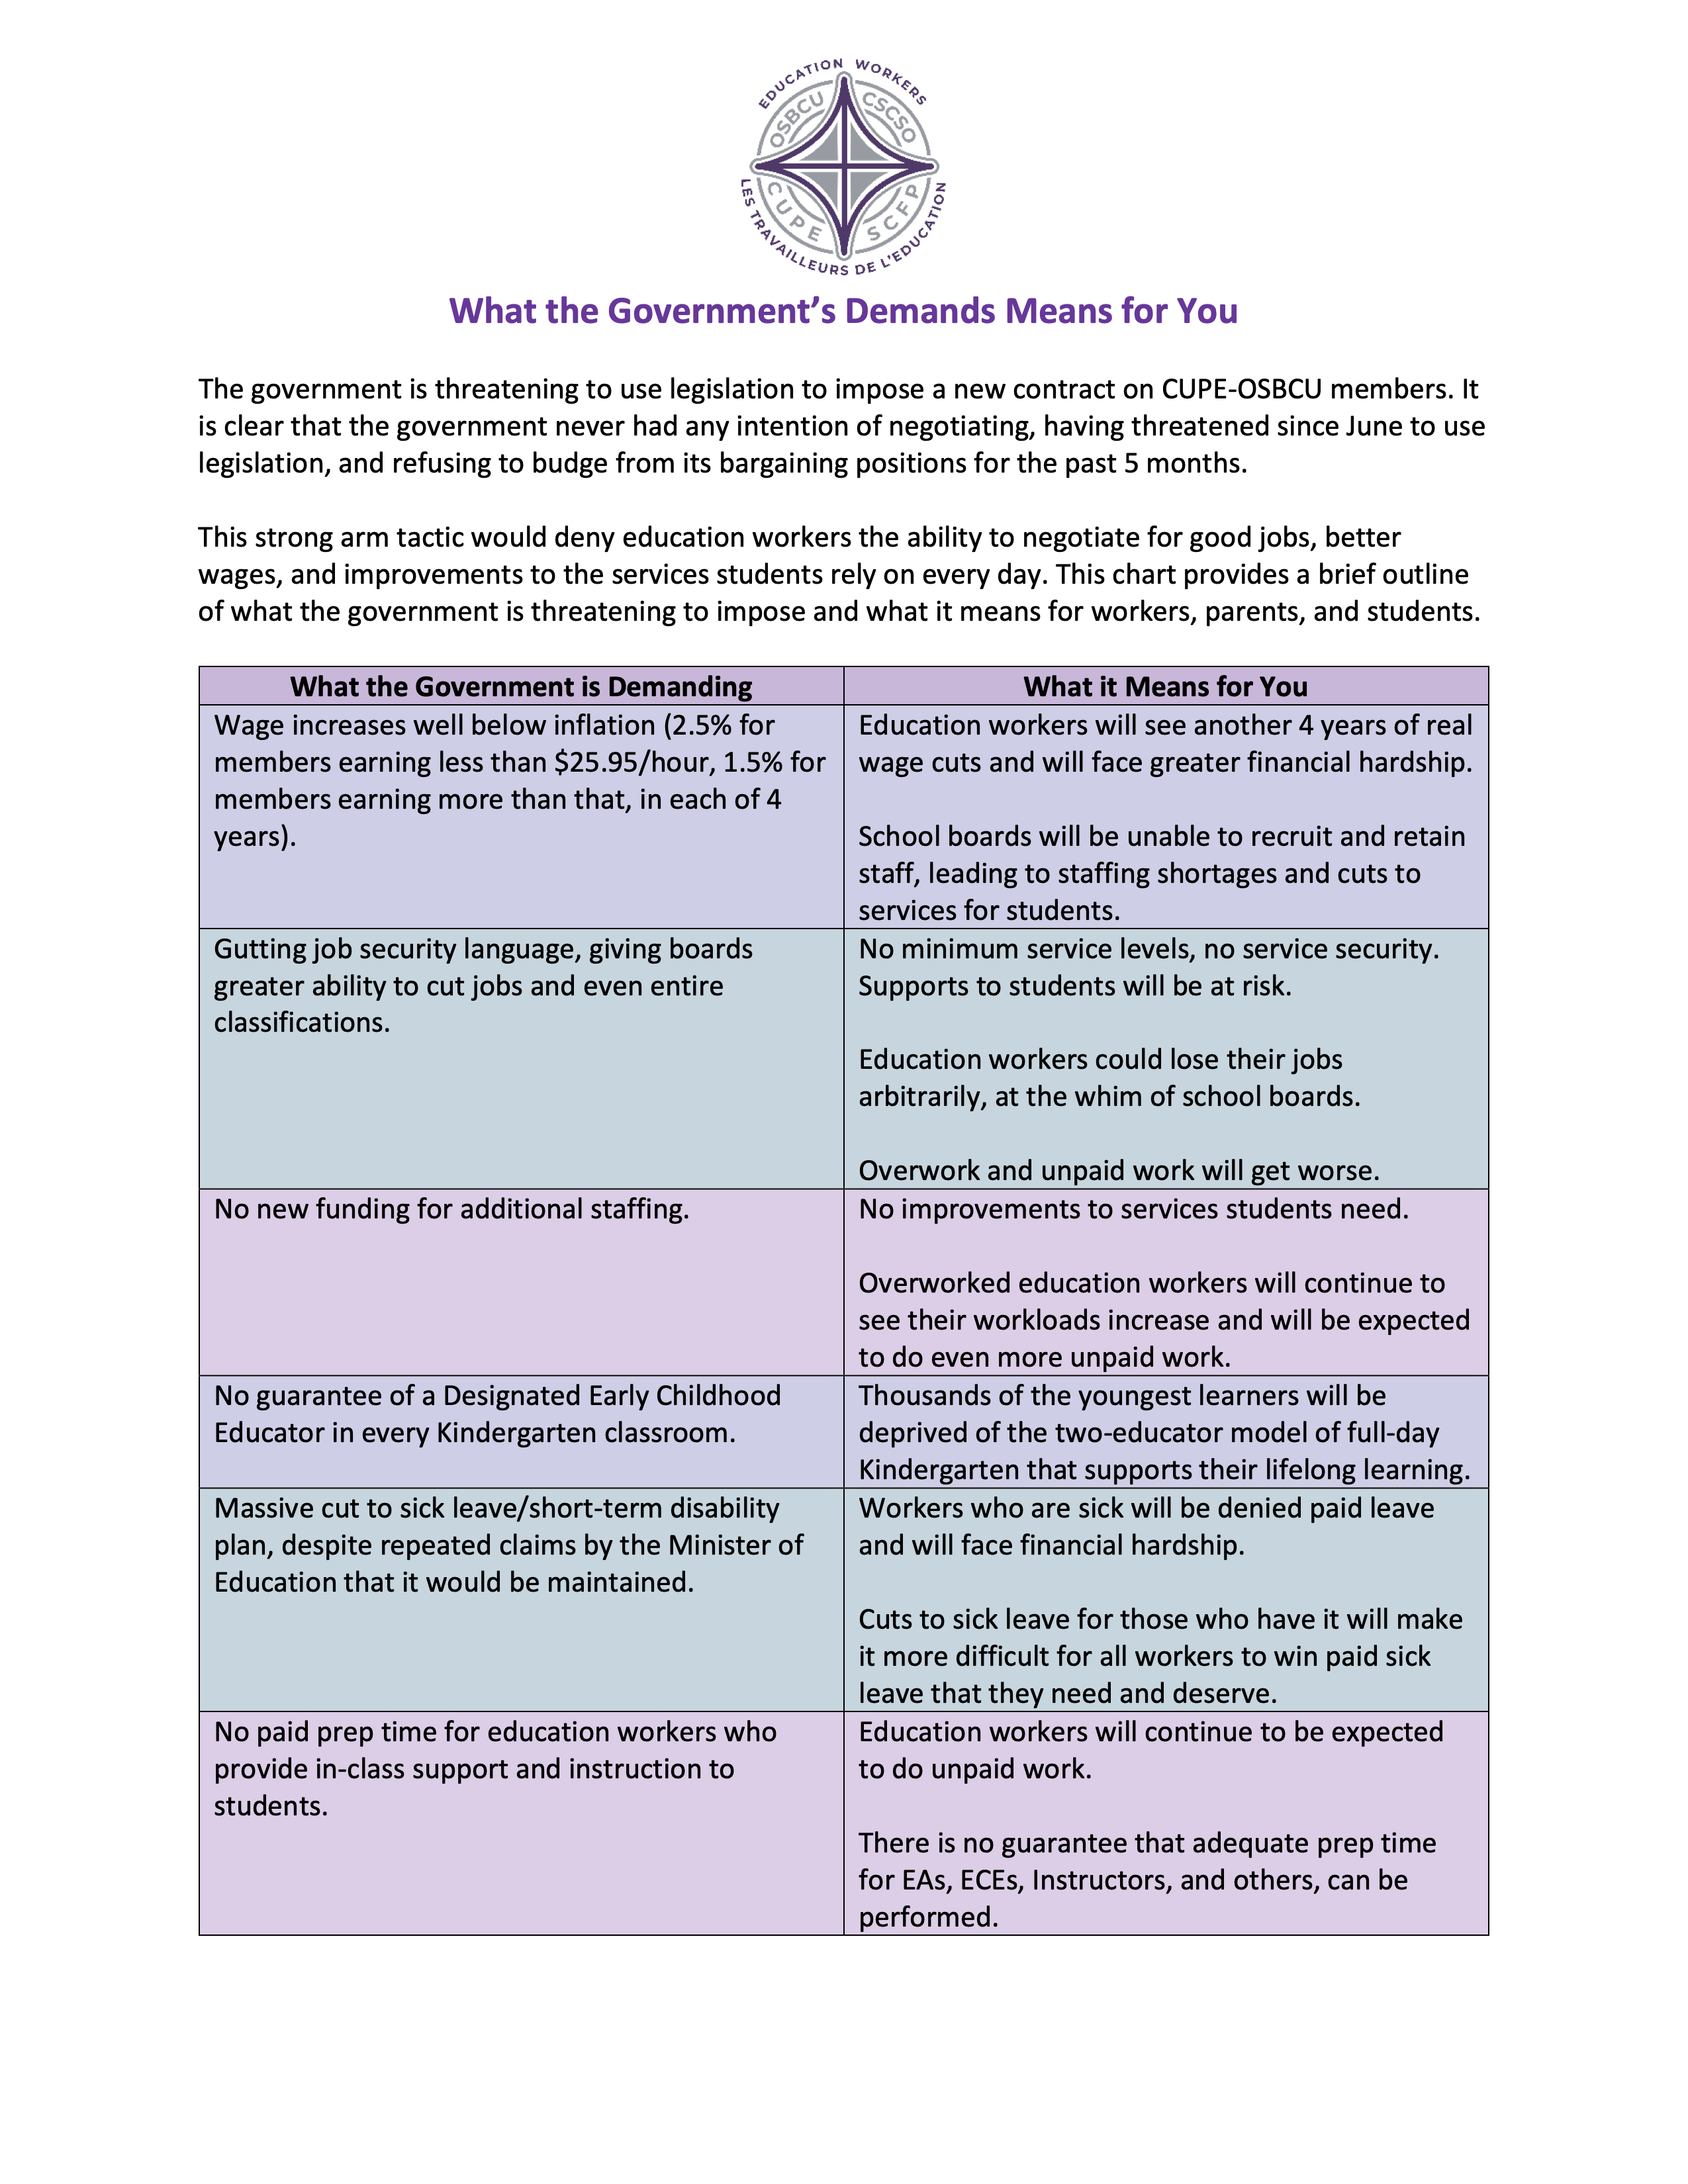 EDUCATION WORKERS
OSBCU CSCSO
CUPE SCFP
LES TRAVAILLEURS DE L'EDUCATION
What the Government’s Demands Means for You
The government is threatening to use legislation to impose a new contract on CUPE-OSBCU members. It
is clear that the government never had any intention of negotiating, having threatened since June to use
legislation, and refusing to budge from its bargaining positions for the past 5 months.
This strong arm tactic would deny education workers the ability to negotiate for good jobs, better
wages, and improvements to the services students rely on every day. This chart provides a brief outline
of what the government is threatening to impose and what it means for workers, parents, and students.
What the Government is Demanding
What it Means for You
Wage increases well below inflation (2.5% for
members earning less than $25.95/hour, 1.5% for
members earning more than that, in each of 4
years).
Education workers will see another 4 years of real
wage cuts and will face greater financial hardship.
School boards will be unable to recruit and retain
staff, leading to staffing shortages and cuts to
services for students.
Gutting job security language, giving boards
greater ability to cut jobs and even entire
classifications.
No minimum service levels, no service security.
Supports to students will be at risk.
Education workers could lose their jobs
arbitrarily, at the whim of school boards.
Overwork and unpaid work will get worse.
No new funding for additional staffing.
No improvements to services students need.
Overworked education workers will continue to
see their workloads increase and will be expected
to do even more unpaid work.
No guarantee of a Designated Early Childhood
Educator in every Kindergarten classroom.
Thousands of the youngest learners will be
deprived of the two-educator model of full-day
Kindergarten that supports their lifelong learning.
Massive cut to sick leave/short-term disability
plan, despite repeated claims by the Minister of
Education that it would be maintained.
Workers who are sick will be denied paid leave
and will face financial hardship.
Cuts to sick leave for those who have it will make
it more difficult for all workers to win paid sick
leave that they need and deserve.
No paid prep time for education workers who
provide in-class support and instruction to
students.
Education workers will continue to be expected
to do unpaid work.
There is no guarantee that adequate prep time
for EAs, ECEs, Instructors, and others, can be
performed.